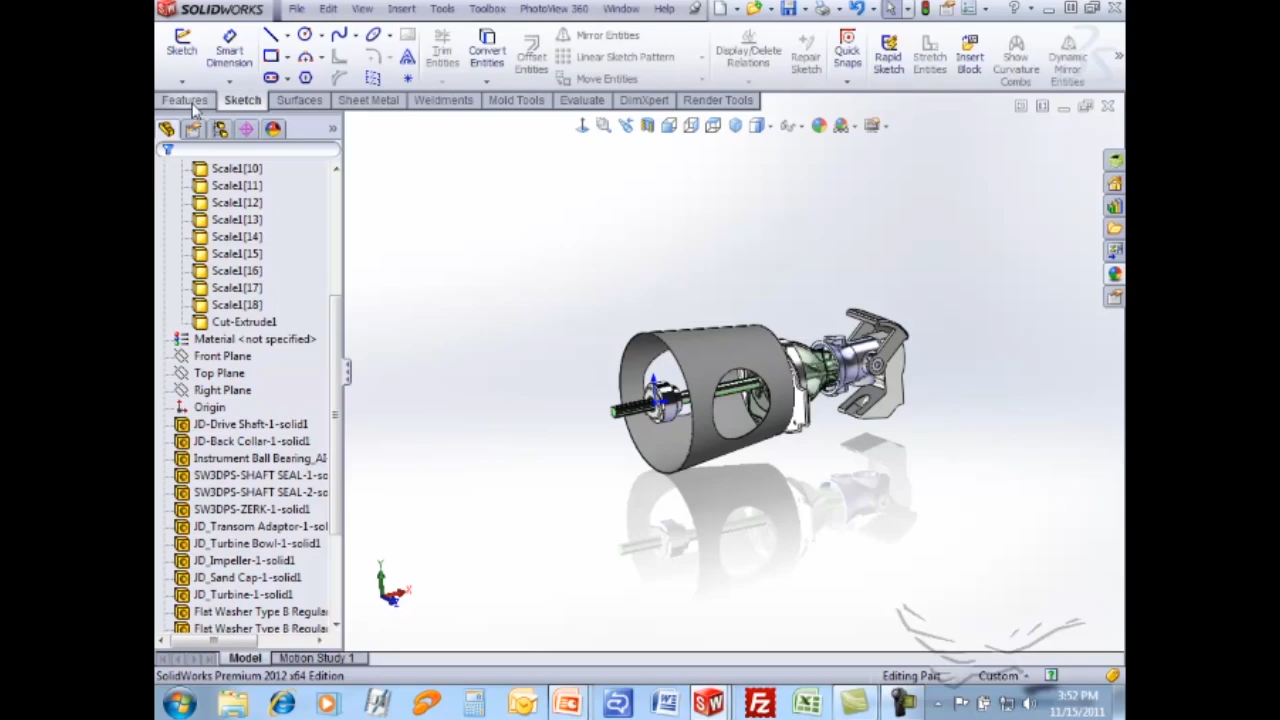 SOLIDWORKS File Edit View Insert Tools Toolbox PhotoView 360 Window Help
Sketch Smart Dimension Trim Entities Convert Entities Offset Entities Mirror Entities Linear Sketch Pattern Move Entities Display/Delete Relations Repair Sketch Quick Snaps Rapid Sketch Stretch Entities Insert Block Show Curvature Combs Dynamic Mirror Entities
Features Sketch Surfaces Sheet Metal Weldments Mold Tools Evaluate DimXpert Render Tools
Scale1[10]
Scale1[11]
Scale1[12]
Scale1[13]
Scale1[14]
Scale1[15]
Scale1[16]
Scale1[17]
Scale1[18]
Cut-Extrude1
Material <not specified>
Front Plane
Top Plane
Right Plane
Origin
JD-Drive Shaft-1-solid1
JD-Back Collar-1-solid1
Instrument Ball Bearing_AI
SW3DPS-SHAFT SEAL-1-so
SW3DPS-SHAFT SEAL-2-so
SW3DPS-ZERK-1-solid1
JD_Transom Adaptor-1-sol
JD_Turbine Bowl-1-solid1
JD_Impeller-1-solid1
JD_Sand Cap-1-solid1
JD_Turbine-1-solid1
Flat Washer Type B Regular
Flat Washer Type B Regular
Y
X
Z
Model Motion Study 1
SolidWorks Premium 2012 x64 Edition Editing Part Custom
3:52 PM
11/15/2011